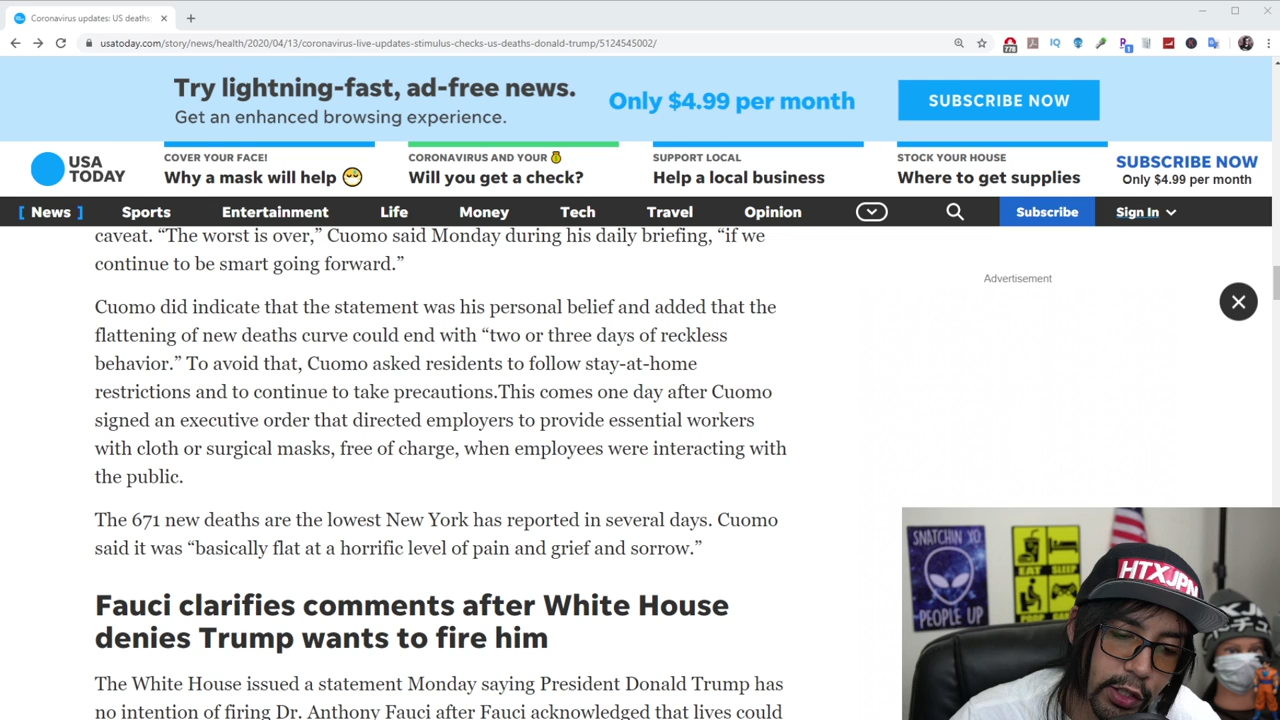 Coronavirus updates: US deaths
usatoday.com/story/news/health/2020/04/13/coronavirus-live-updates-stimulus-checks-us-deaths-donald-trump/5124545002/
778
IQ
1
Try lightning-fast, ad-free news.
Get an enhanced browsing experience.
Only $4.99 per month
SUBSCRIBE NOW
USA
TODAY
COVER YOUR FACE!
Why a mask will help
CORONAVIRUS AND YOUR
Will you get a check?
SUPPORT LOCAL
Help a local business
STOCK YOUR HOUSE
Where to get supplies
SUBSCRIBE NOW
Only $4.99 per month
[ News ] Sports Entertainment Life Money Tech Travel Opinion Subscribe Sign In
caveat. “The worst is over,” Cuomo said Monday during his daily briefing, “if we
continue to be smart going forward.”
Cuomo did indicate that the statement was his personal belief and added that the
flattening of new deaths curve could end with “two or three days of reckless
behavior.” To avoid that, Cuomo asked residents to follow stay-at-home
restrictions and to continue to take precautions.This comes one day after Cuomo
signed an executive order that directed employers to provide essential workers
with cloth or surgical masks, free of charge, when employees were interacting with
the public.
The 671 new deaths are the lowest New York has reported in several days. Cuomo
said it was “basically flat at a horrific level of pain and grief and sorrow.”
Fauci clarifies comments after White House
denies Trump wants to fire him
The White House issued a statement Monday saying President Donald Trump has
no intention of firing Dr. Anthony Fauci after Fauci acknowledged that lives could
Advertisement
SNATCHIN YO
PEOPLE UP
EAT SLEEP
HTXJPN